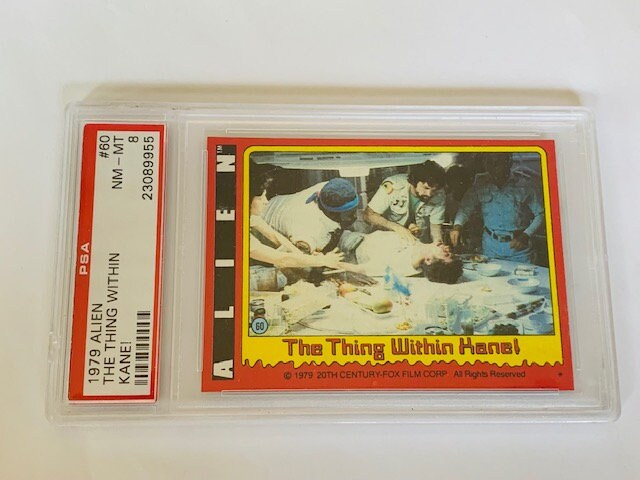 PSA
1979 ALIEN #60
THE THING WITHIN NM-MT
KANE! 8
23089955
ALIEN™
60
The Thing Within Kane!
© 1979 20TH CENTURY-FOX FILM CORP All Rights Reserved *